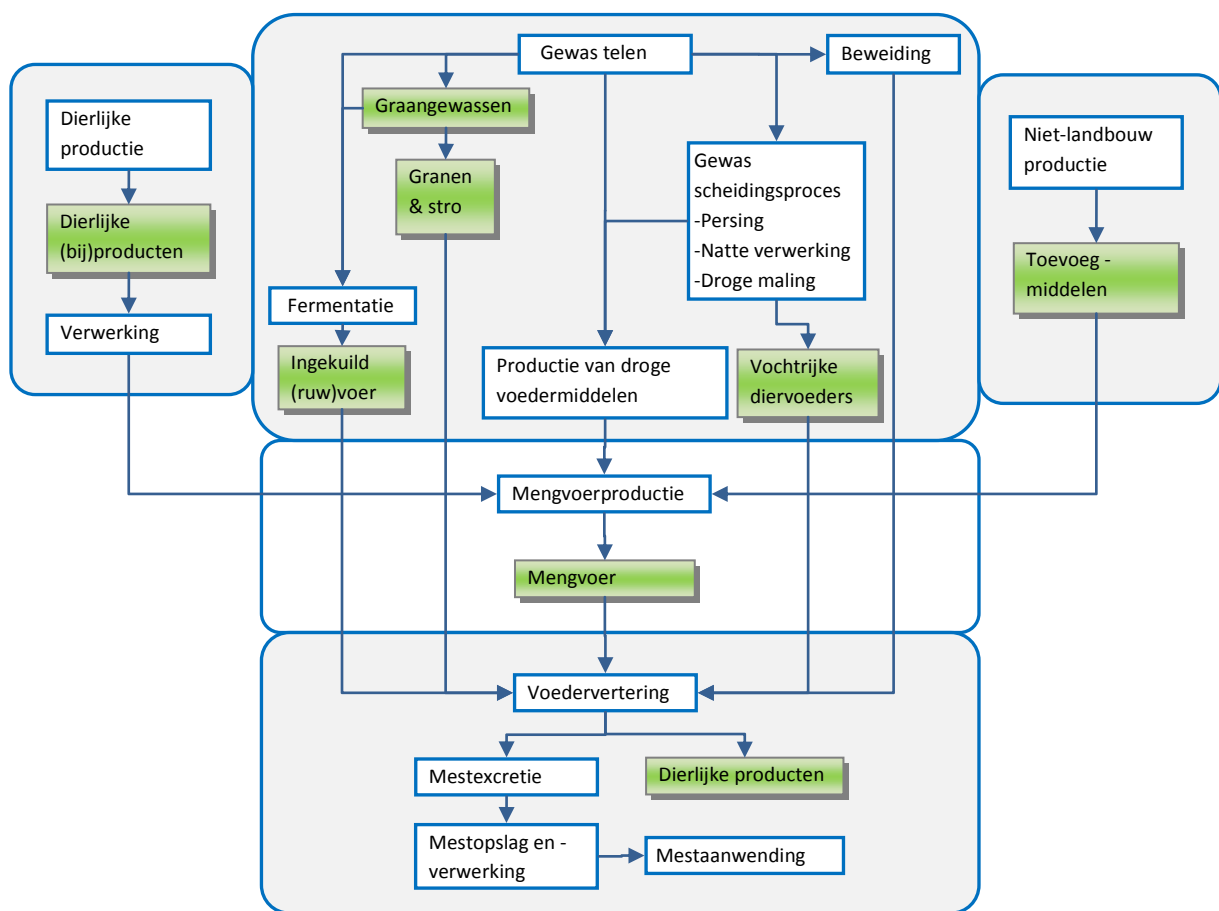 Gewas telen
Beweiding
Graangewassen
Dierlijke
productie
Niet-landbouw
productie
Gewas
scheidingsproces
-Persing
-Natte verwerking
-Droge maling
Granen
& stro
Dierlijke
(bij)producten
Toevoeg -
middelen
Fermentatie
Verwerking
Ingekuild
(ruw)voer
Productie van droge
voedermiddelen
Vochtrijke
diervoeders
Mengvoerproductie
Mengvoer
Voedervertering
Mestexcretie
Dierlijke producten
Mestopslag en -
verwerking
Mestaanwending